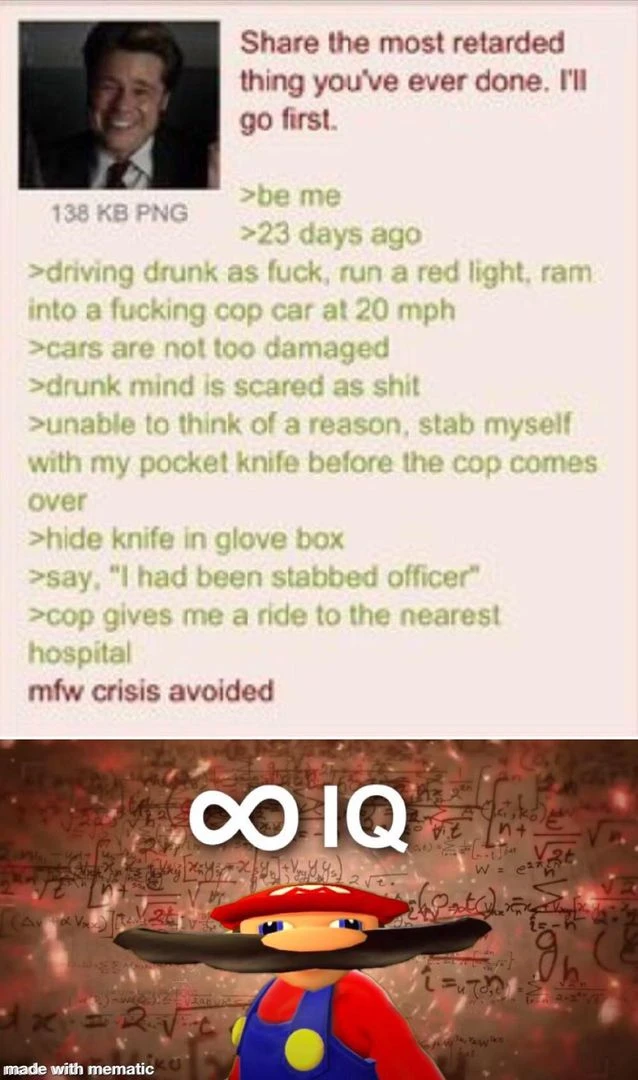 Share the most retarded
thing you've ever done. I'll
go first.
138 KB PNG
>be me
>23 days ago
>driving drunk as fuck, run a red light, ram
into a fucking cop car at 20 mph
>cars are not too damaged
>drunk mind is scared as shit
>unable to think of a reason, stab myself
with my pocket knife before the cop comes
over
>hide knife in glove box
>say, "I had been stabbed officer"
>cop gives me a ride to the nearest
hospital
mfw crisis avoided
∞ IQ
made with mematic